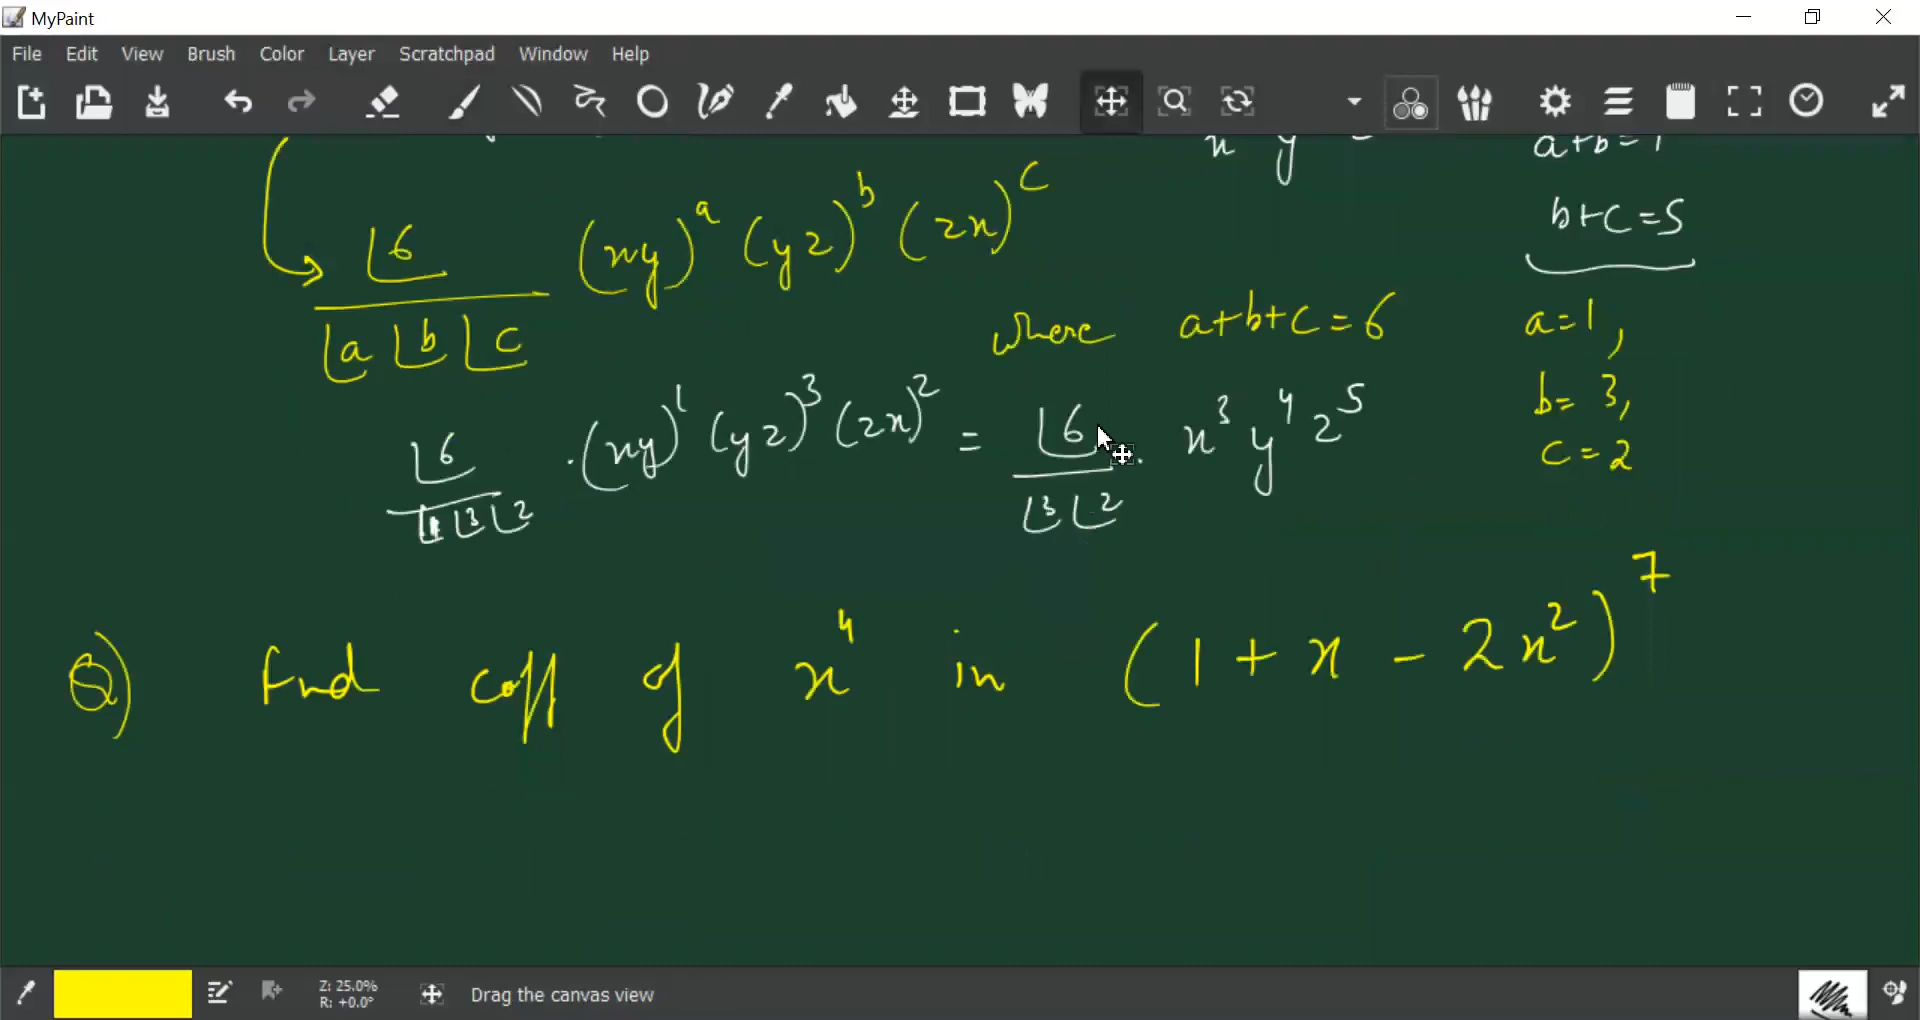 MyPaint
File Edit View Brush Color Layer Scratchpad Window Help
x y
a+b=
b+c=5
⌊6 / ⌊a ⌊b ⌊c (xy)^a (yz)^b (zx)^c
where a+b+c=6
a=1,
b=3,
c=2
⌊6 / ⌊1 ⌊3 ⌊2 · (xy)^1 (yz)^3 (zx)^2 = ⌊6 / ⌊3 ⌊2 · x^3 y^4 z^5
Q) find coff of x^4 in (1 + x - 2x^2)^7
Z: 25.0%
R: +0.0°
Drag the canvas view